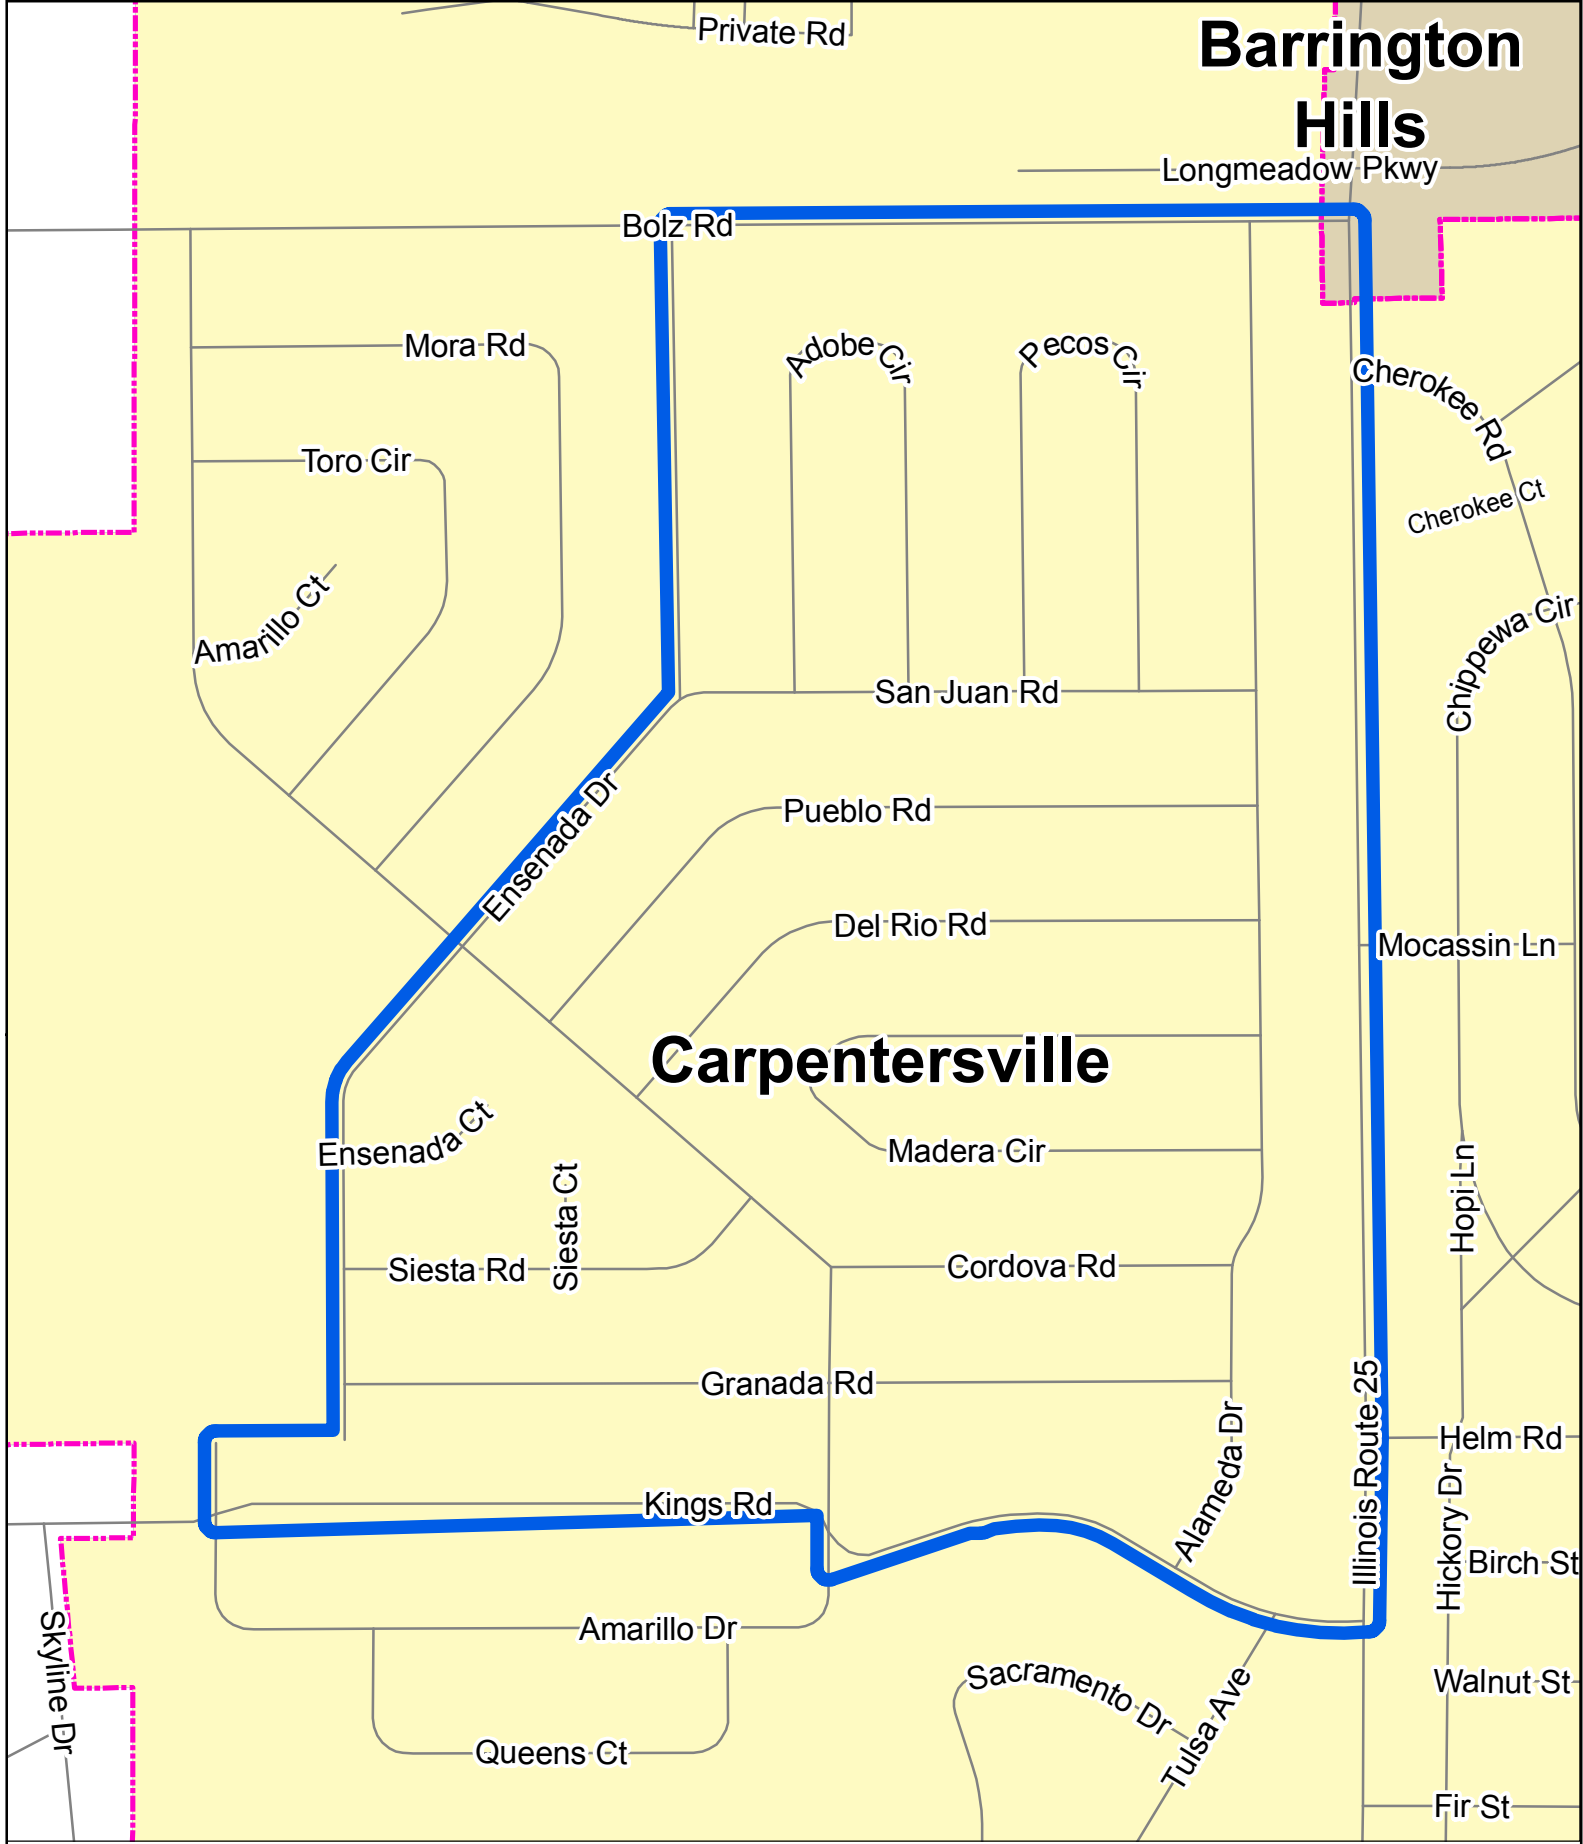 Private Rd
Barrington
Hills
Longmeadow Pkwy
Bolz Rd
Mora Rd
Adobe Cir
Pecos Cir
Cherokee Rd
Toro Cir
Cherokee Ct
Amarillo Ct
Chippewa Cir
San Juan Rd
Ensenada Dr
Pueblo Rd
Del Rio Rd
Mocassin Ln
Carpentersville
Ensenada Ct
Madera Cir
Siesta Ct
Hopi Ln
Siesta Rd
Cordova Rd
Granada Rd
Illinois Route 25
Alameda Dr
Helm Rd
Kings Rd
Hickory Dr
Birch St
Skyline Dr
Amarillo Dr
Sacramento Dr
Tulsa Ave
Walnut St
Queens Ct
Fir St